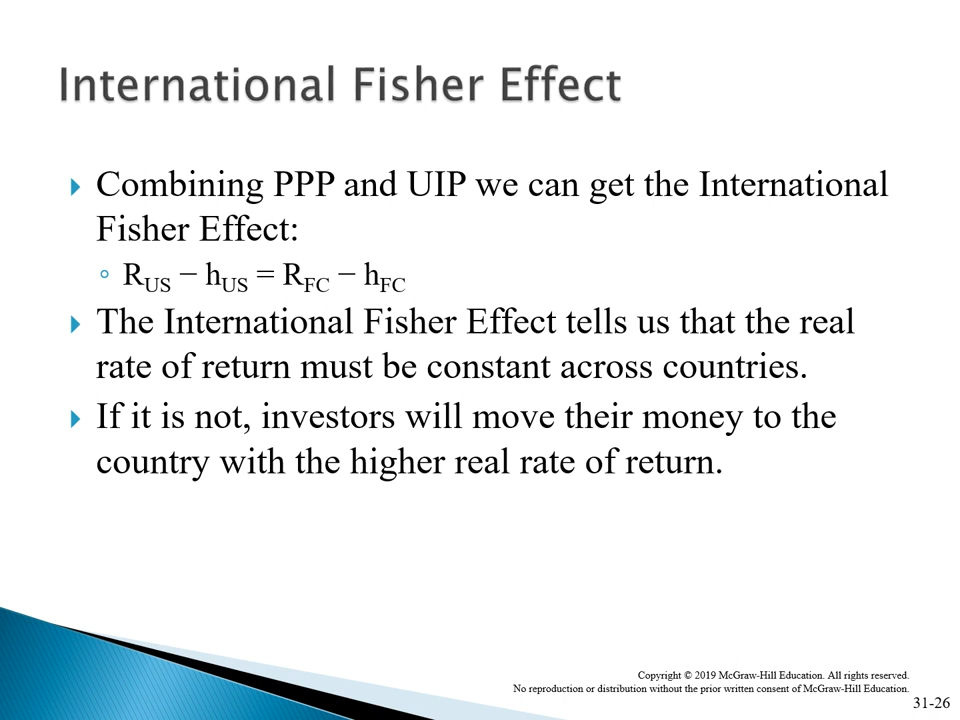 International Fisher Effect
Combining PPP and UIP we can get the International
Fisher Effect:
R_US − h_US = R_FC − h_FC
The International Fisher Effect tells us that the real
rate of return must be constant across countries.
If it is not, investors will move their money to the
country with the higher real rate of return.
Copyright © 2019 McGraw-Hill Education. All rights reserved.
No reproduction or distribution without the prior written consent of McGraw-Hill Education.
31-26